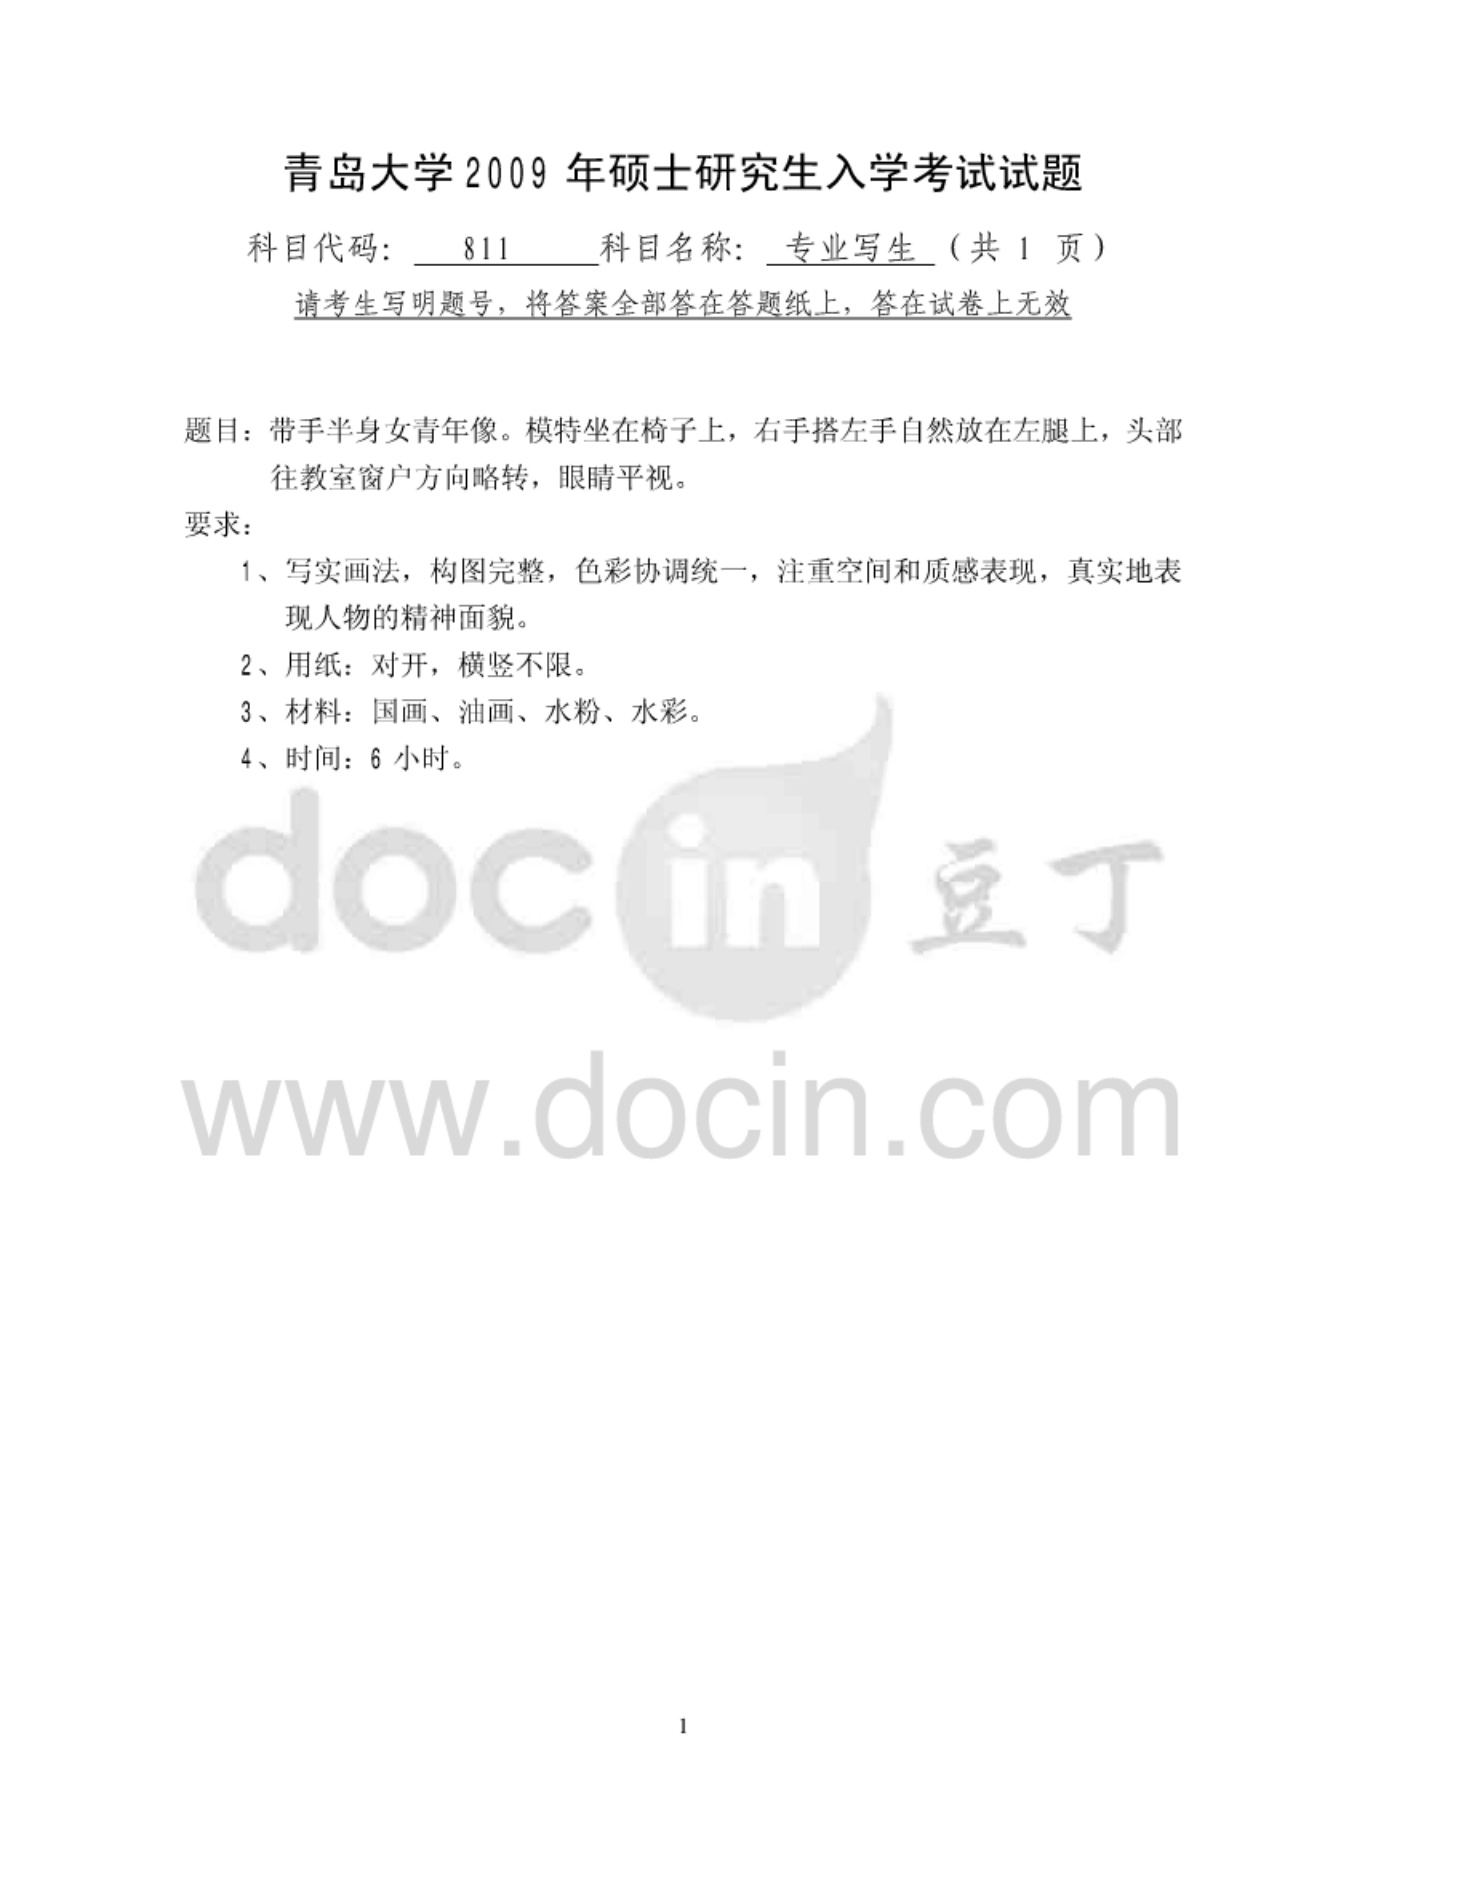 青岛大学2009 年硕士研究生入学考试试题
科目代码: 811 科目名称: 专业写生 （共 1 页）
请考生写明题号，将答案全部答在答题纸上，答在试卷上无效
题目：带手半身女青年像。模特坐在椅子上，右手搭左手自然放在左腿上，头部
往教室窗户方向略转，眼睛平视。
要求：
1、写实画法，构图完整，色彩协调统一，注重空间和质感表现，真实地表
现人物的精神面貌。
2、用纸：对开，横竖不限。
3、材料：国画、油画、水粉、水彩。
4、时间：6 小时。
docin 豆丁
www.docin.com
1